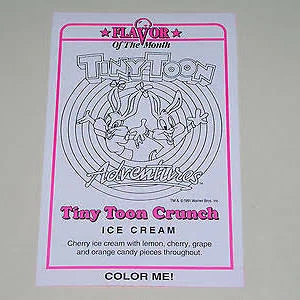 FLAVOR
Of The Month
TINY TOON
Adventures
TM & ©1991 Warner Bros. Inc.
Tiny Toon Crunch
ICE CREAM
Cherry ice cream with lemon, cherry, grape
and orange candy pieces throughout.
COLOR ME!